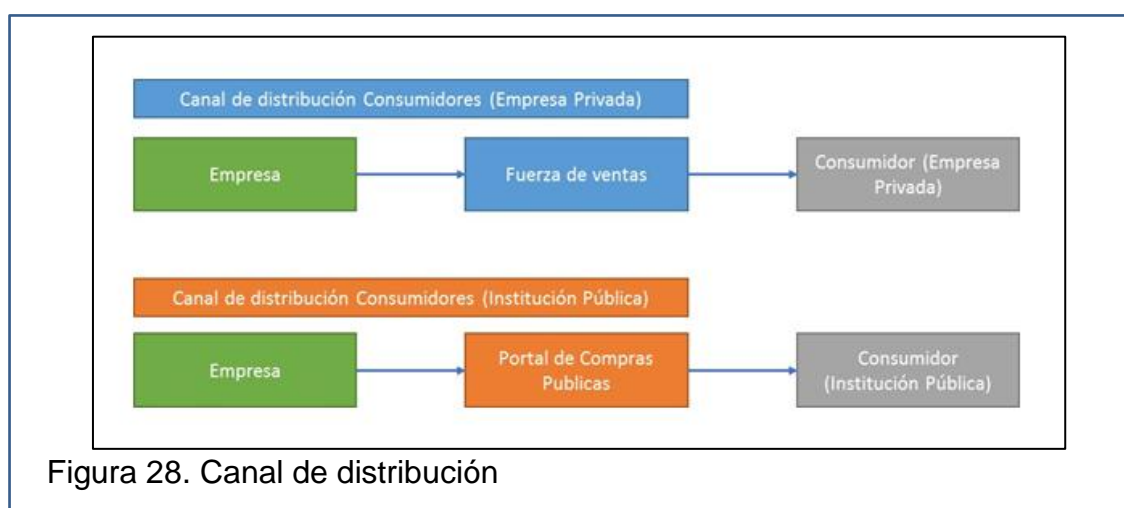 Canal de distribución Consumidores (Empresa Privada)
Empresa
Fuerza de ventas
Consumidor (Empresa
Privada)
Canal de distribución Consumidores (Institución Pública)
Empresa
Portal de Compras
Publicas
Consumidor
(Institución Pública)
Figura 28. Canal de distribución